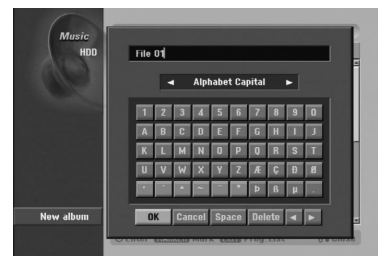 Music
HDD
File 01
◄ Alphabet Capital ►
1 2 3 4 5 6 7 8 9 0
A B C D E F G H I J
K L M N O P Q R S T
U V W X Y Z Æ Ç Ð Ø
Þ ß µ .
New album
OK Cancel Space Delete ◄ ►